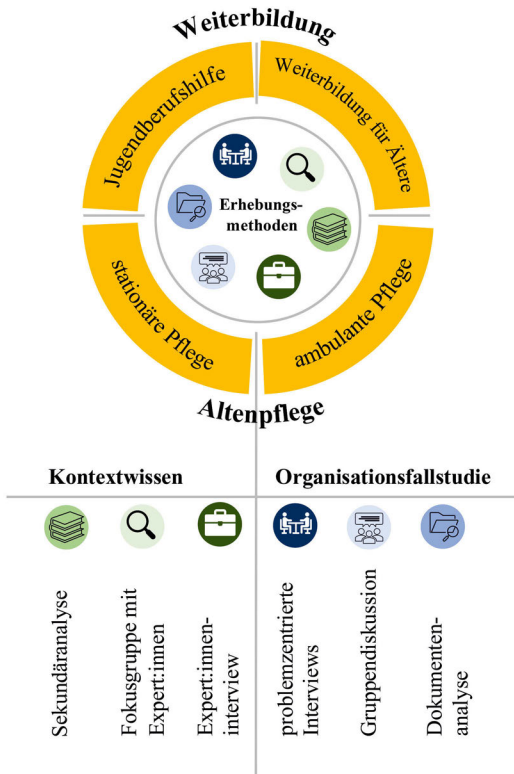 Weiterbildung
Jugendberufshilfe
Weiterbildung für Ältere
Erhebungs-
methoden
stationäre Pflege
ambulante Pflege
Altenpflege
Kontextwissen
Organisationsfallstudie
Sekundäranalyse
Fokusgruppe mit
Expert:innen
Expert:innen-
interview
problemzentrierte
Interviews
Gruppendiskussion
Dokumenten-
analyse